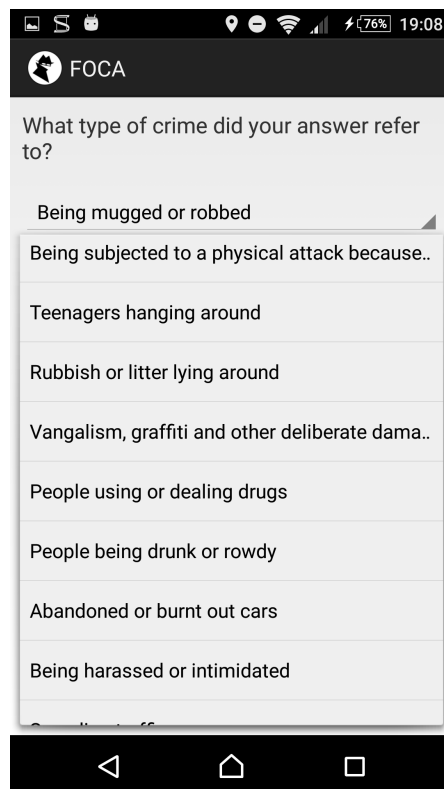 76% 19:08
FOCA
What type of crime did your answer refer
to?
Being mugged or robbed
Being subjected to a physical attack because..
Teenagers hanging around
Rubbish or litter lying around
Vangalism, graffiti and other deliberate dama..
People using or dealing drugs
People being drunk or rowdy
Abandoned or burnt out cars
Being harassed or intimidated